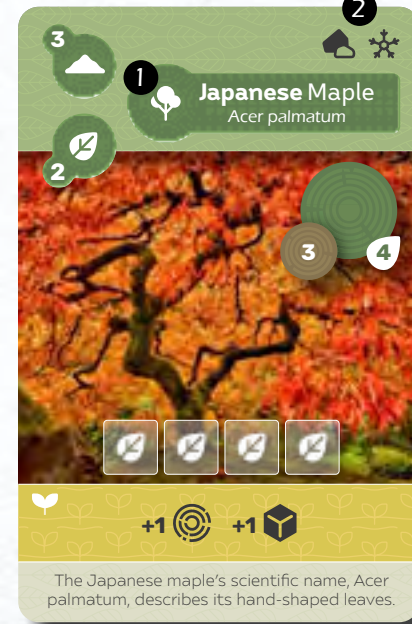 2
3
1
Japanese Maple
Acer palmatum
2
3
4
+1 +1
The Japanese maple's scientific name, Acer
palmatum, describes its hand-shaped leaves.